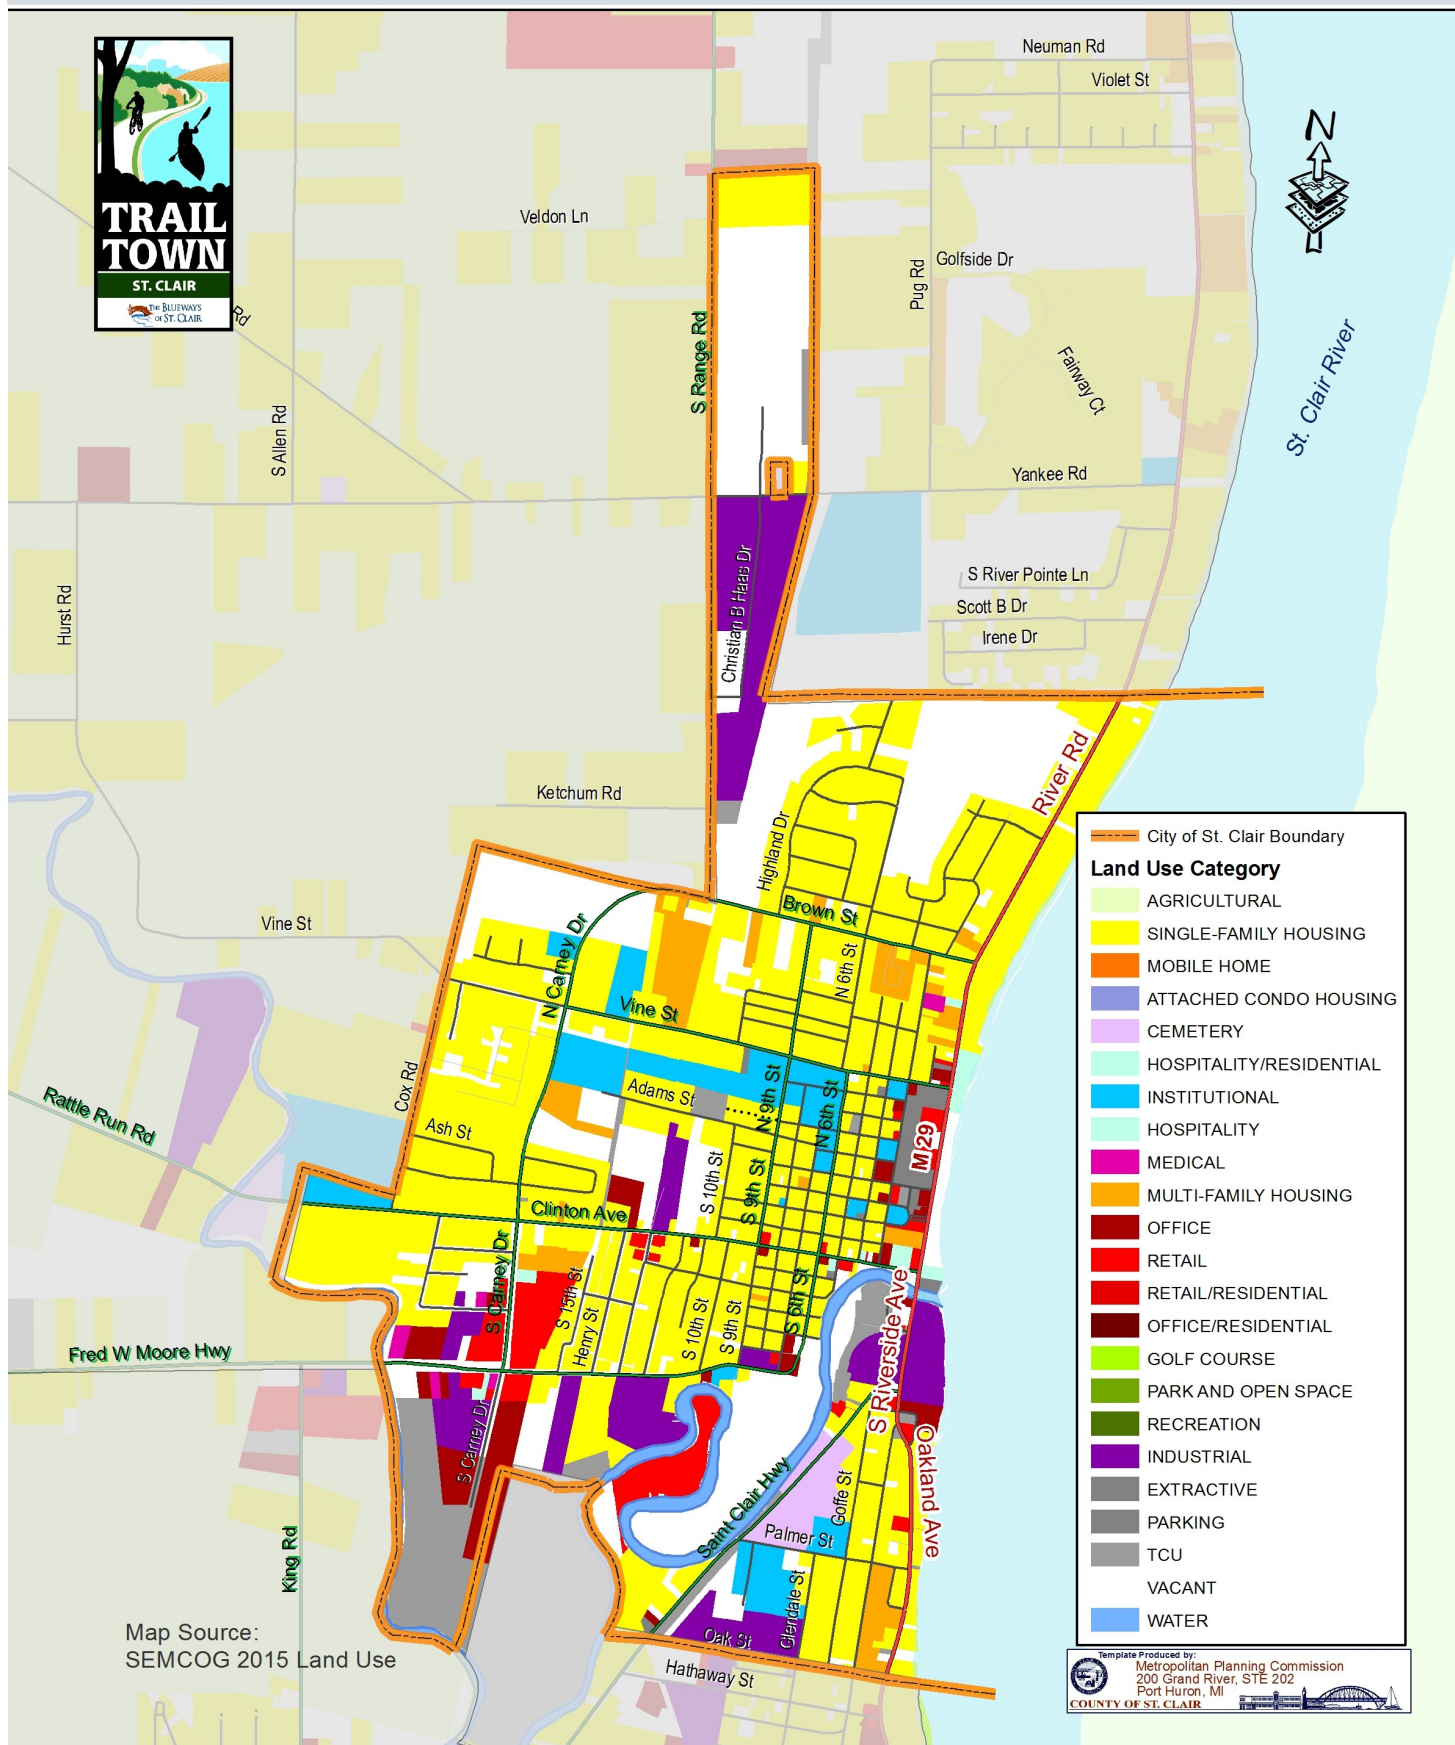 Neuman Rd
Violet St
N
TRAIL
TOWN
ST. CLAIR
THE BLUEWAYS
OF ST. CLAIR
Rd
Veldon Ln
Golfside Dr
Pug Rd
S Range Rd
Fairway Ct
St. Clair River
S Allen Rd
Yankee Rd
Christian B Haas Dr
S River Pointe Ln
Scott B Dr
Irene Dr
Hurst Rd
River Rd
Ketchum Rd
Highland Dr
Brown St
Vine St
N Carney Dr
N 6th St
Vine St
Cox Rd
Adams St
N 9th St
N 6th St
Rattle Run Rd
Ash St
M 29
S 10th St
S 9th St
Clinton Ave
S Carney Dr
S 15th St
Henry St
S 10th St
S 9th St
S 6th St
S Riverside Ave
Fred W Moore Hwy
S Carney Dr
Oakland Ave
Saint Clair Hwy
Goffe St
Palmer St
King Rd
Glendale St
Oak St
Hathaway St
Map Source:
SEMCOG 2015 Land Use
City of St. Clair Boundary
Land Use Category
AGRICULTURAL
SINGLE-FAMILY HOUSING
MOBILE HOME
ATTACHED CONDO HOUSING
CEMETERY
HOSPITALITY/RESIDENTIAL
INSTITUTIONAL
HOSPITALITY
MEDICAL
MULTI-FAMILY HOUSING
OFFICE
RETAIL
RETAIL/RESIDENTIAL
OFFICE/RESIDENTIAL
GOLF COURSE
PARK AND OPEN SPACE
RECREATION
INDUSTRIAL
EXTRACTIVE
PARKING
TCU
VACANT
WATER
Template Produced by:
Metropolitan Planning Commission
200 Grand River, STE 202
Port Huron, MI
COUNTY OF ST. CLAIR